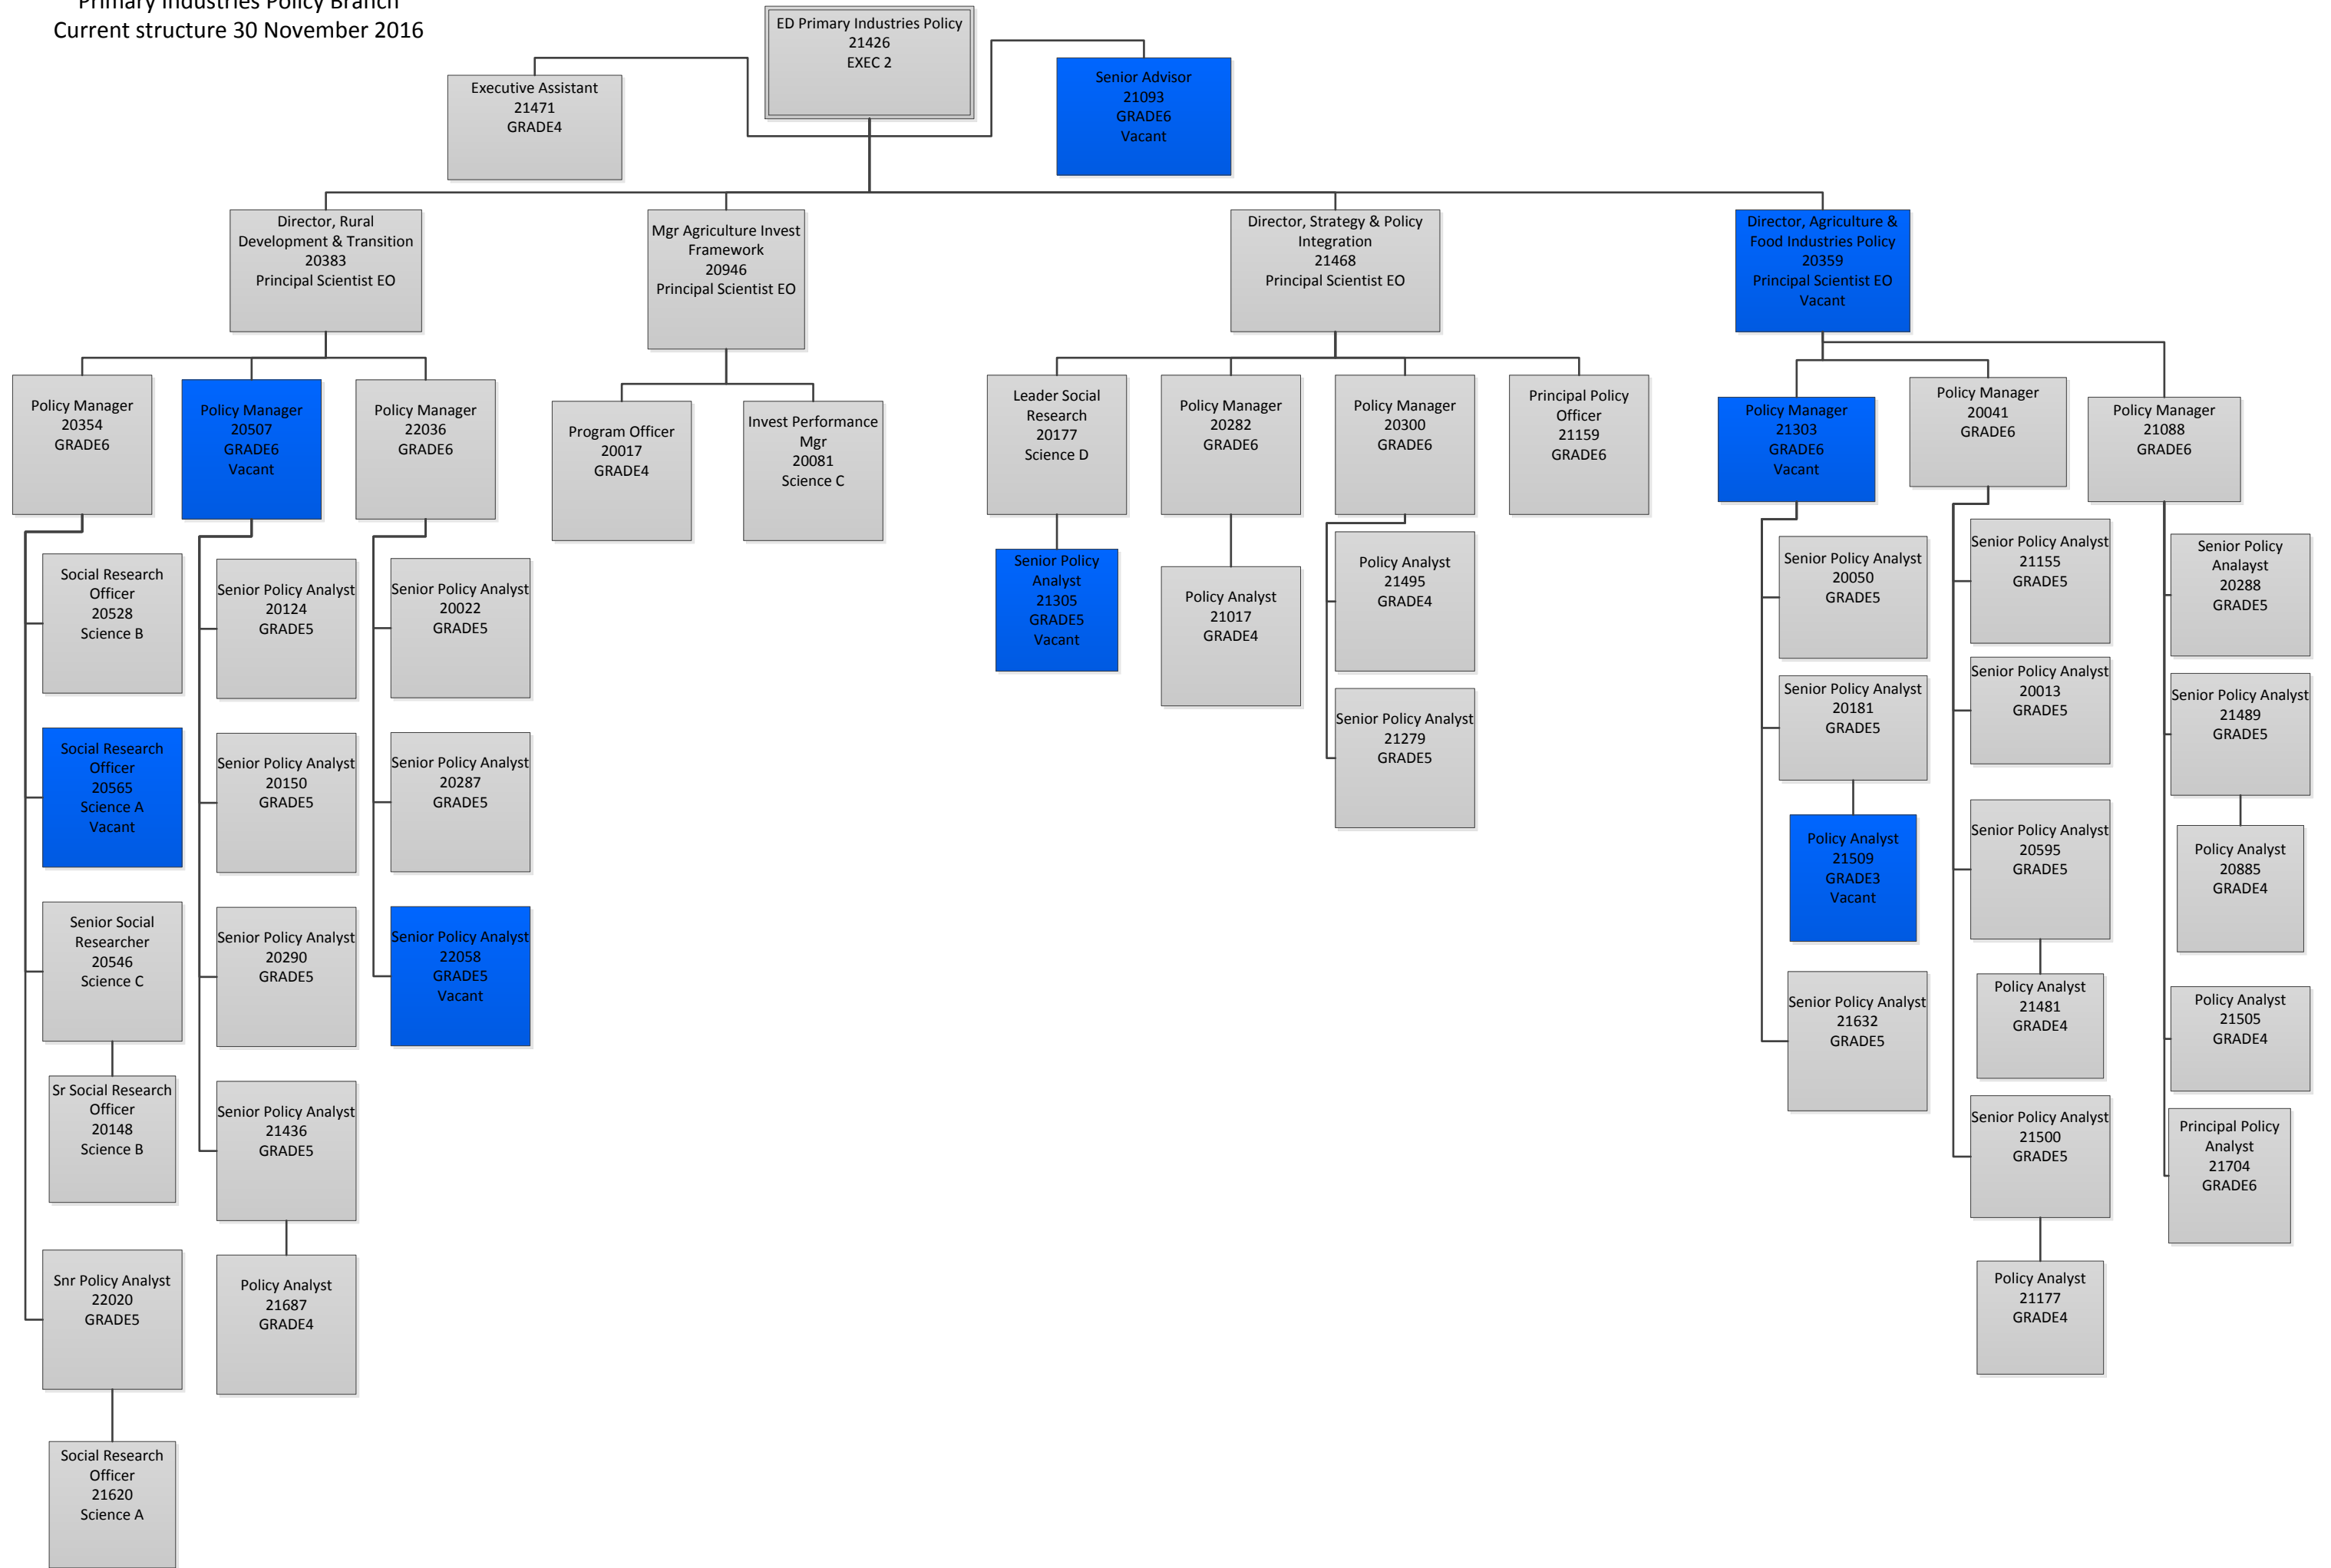 Primary Industries Policy Branch
Current structure 30 November 2016
ED Primary Industries Policy
21426
EXEC 2
Executive Assistant
21471
GRADE4
Senior Advisor
21093
GRADE6
Vacant
Director, Rural
Development & Transition
20383
Principal Scientist EO
Mgr Agriculture Invest
Framework
20946
Principal Scientist EO
Director, Strategy & Policy
Integration
21468
Principal Scientist EO
Director, Agriculture &
Food Industries Policy
20359
Principal Scientist EO
Vacant
Policy Manager
20354
GRADE6
Policy Manager
20507
GRADE6
Vacant
Policy Manager
22036
GRADE6
Program Officer
20017
GRADE4
Invest Performance
Mgr
20081
Science C
Leader Social
Research
20177
Science D
Policy Manager
20282
GRADE6
Policy Manager
20300
GRADE6
Principal Policy
Officer
21159
GRADE6
Policy Manager
21303
GRADE6
Vacant
Policy Manager
20041
GRADE6
Policy Manager
21088
GRADE6
Social Research
Officer
20528
Science B
Social Research
Officer
20565
Science A
Vacant
Senior Social
Researcher
20546
Science C
Sr Social Research
Officer
20148
Science B
Snr Policy Analyst
22020
GRADE5
Social Research
Officer
21620
Science A
Senior Policy Analyst
20124
GRADE5
Senior Policy Analyst
20150
GRADE5
Senior Policy Analyst
20290
GRADE5
Senior Policy Analyst
21436
GRADE5
Policy Analyst
21687
GRADE4
Senior Policy Analyst
20022
GRADE5
Senior Policy Analyst
20287
GRADE5
Senior Policy Analyst
22058
GRADE5
Vacant
Senior Policy
Analyst
21305
GRADE5
Vacant
Policy Analyst
21017
GRADE4
Policy Analyst
21495
GRADE4
Senior Policy Analyst
21279
GRADE5
Senior Policy Analyst
20050
GRADE5
Senior Policy Analyst
20181
GRADE5
Policy Analyst
21509
GRADE3
Vacant
Senior Policy Analyst
21632
GRADE5
Senior Policy Analyst
21155
GRADE5
Senior Policy Analyst
20013
GRADE5
Senior Policy Analyst
20595
GRADE5
Policy Analyst
21481
GRADE4
Senior Policy Analyst
21500
GRADE5
Policy Analyst
21177
GRADE4
Senior Policy
Analayst
20288
GRADE5
Senior Policy Analyst
21489
GRADE5
Policy Analyst
20885
GRADE4
Policy Analyst
21505
GRADE4
Principal Policy
Analyst
21704
GRADE6